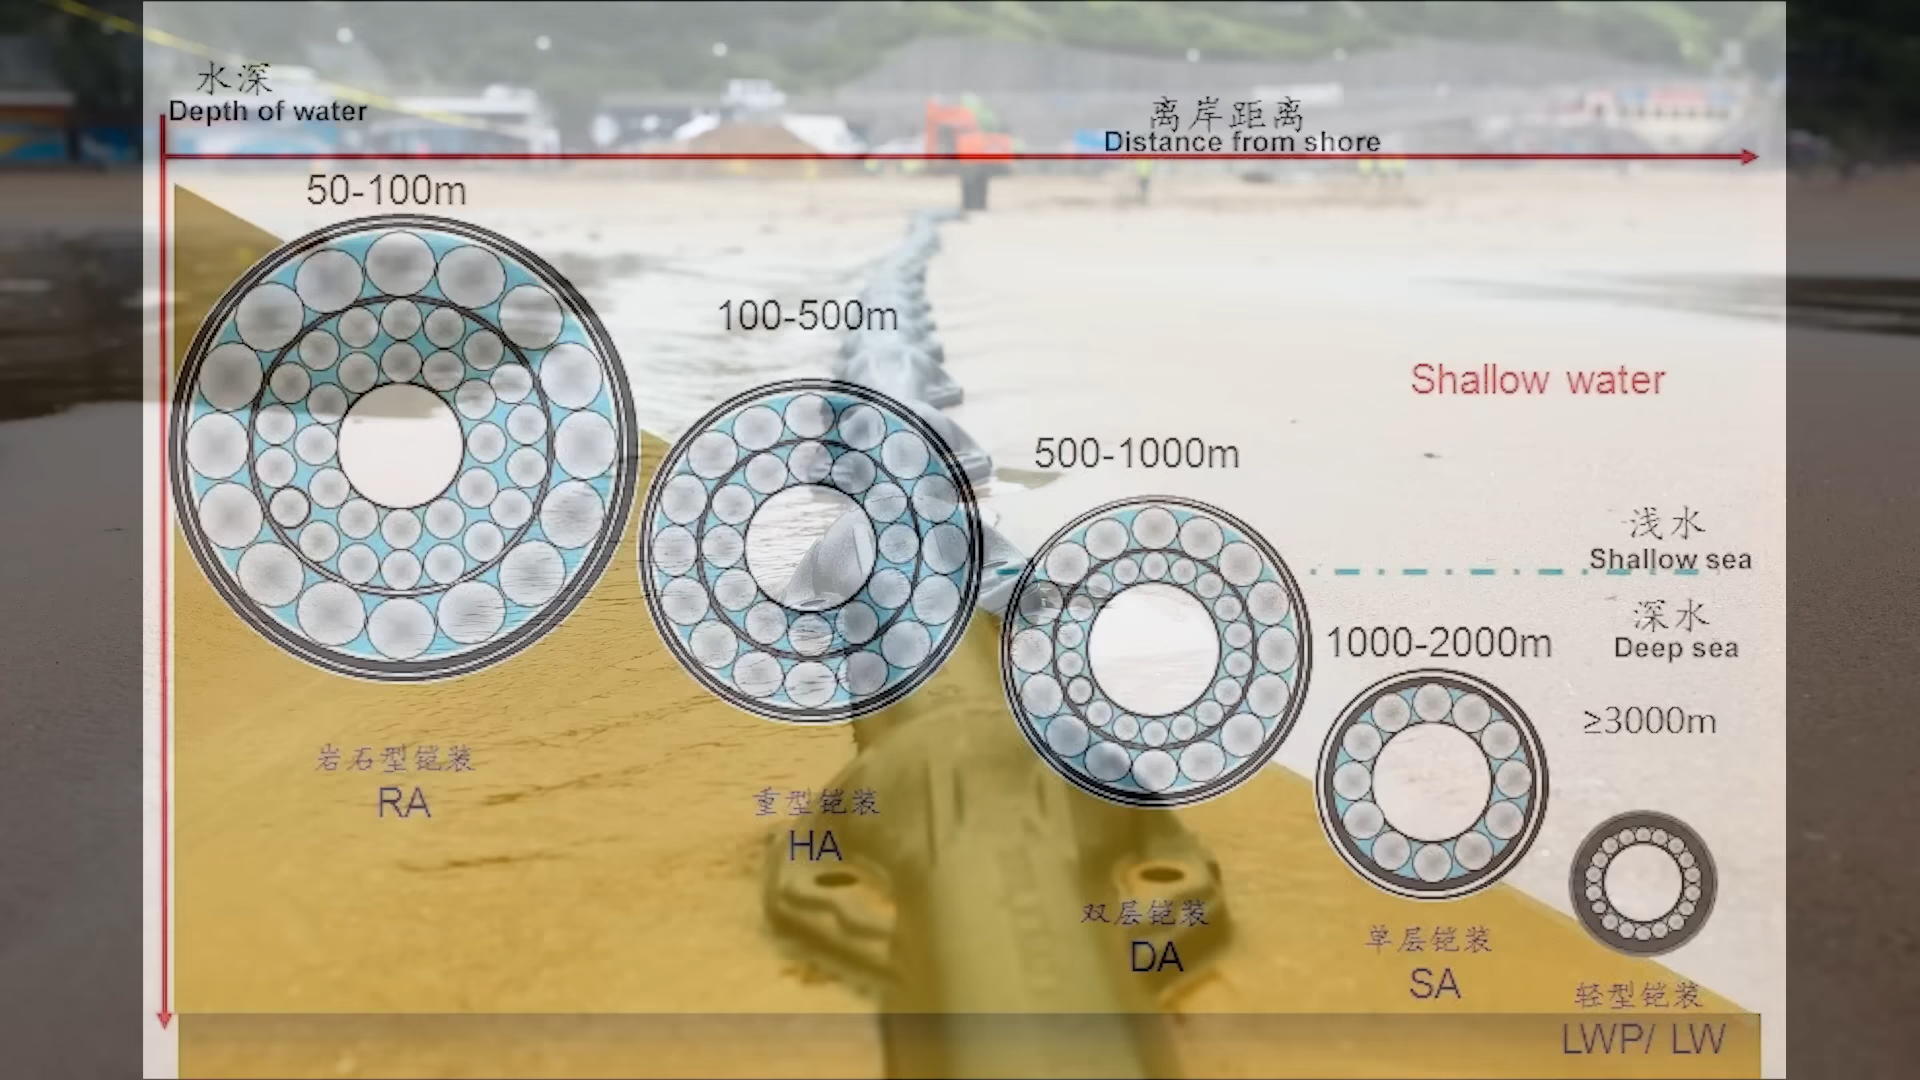 水深
Depth of water
离岸距离
Distance from shore
50-100m
100-500m
Shallow water
500-1000m
浅水
Shallow sea
深水
Deep sea
1000-2000m
≥3000m
岩石型铠装
RA
重型铠装
HA
双层铠装
DA
单层铠装
SA
轻型铠装
LWP/ LW